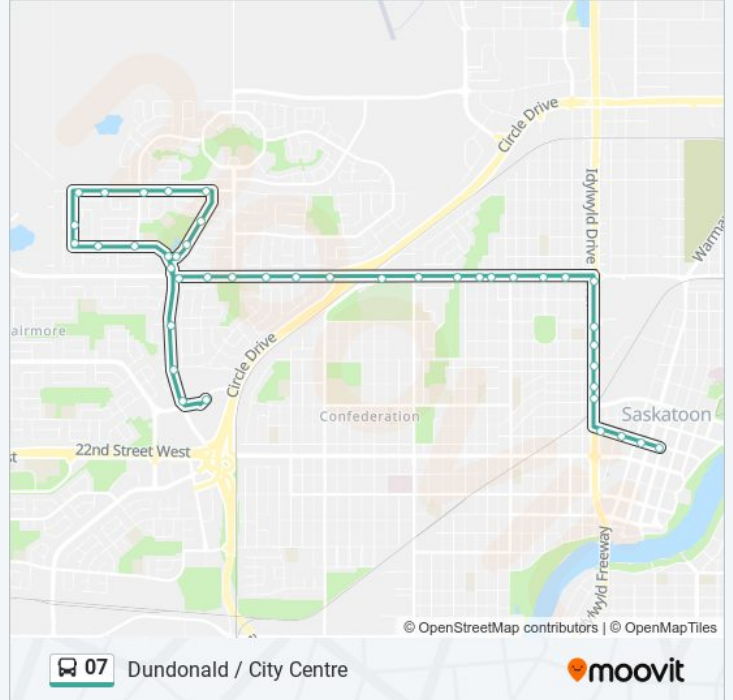 Circle Drive
Idylwyld Drive
Warma
airmore
Circle Drive
Confederation
Saskatoon
22nd Street West
st
lwyld Freeway
© OpenStreetMap contributors | © OpenMapTiles
07 Dundonald / City Centre
moovit